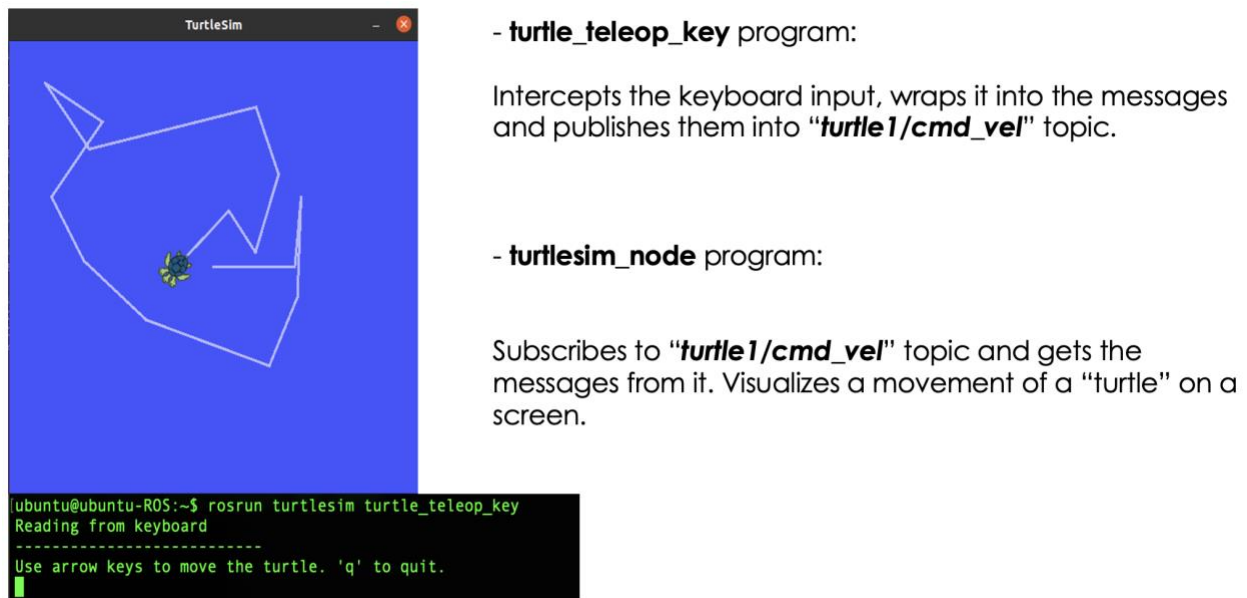 TurtleSim
- turtle_teleop_key program:
Intercepts the keyboard input, wraps it into the messages
and publishes them into “turtle1/cmd_vel” topic.
- turtlesim_node program:
Subscribes to “turtle1/cmd_vel” topic and gets the
messages from it. Visualizes a movement of a “turtle” on a
screen.
[ubuntu@ubuntu-ROS:~$ rosrun turtlesim turtle_teleop_key
Reading from keyboard
---------------------------
Use arrow keys to move the turtle. 'q' to quit.